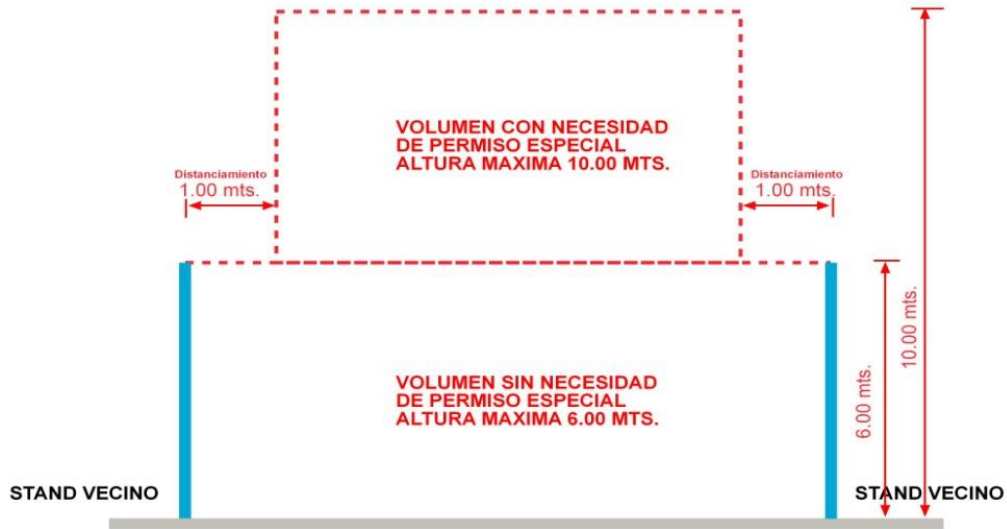 VOLUMEN CON NECESIDAD
DE PERMISO ESPECIAL
ALTURA MAXIMA 10.00 MTS.
Distanciamiento
1.00 mts.
Distanciamiento
1.00 mts.
10.00 mts.
6.00 mts.
VOLUMEN SIN NECESIDAD
DE PERMISO ESPECIAL
ALTURA MAXIMA 6.00 MTS.
STAND VECINO
STAND VECINO